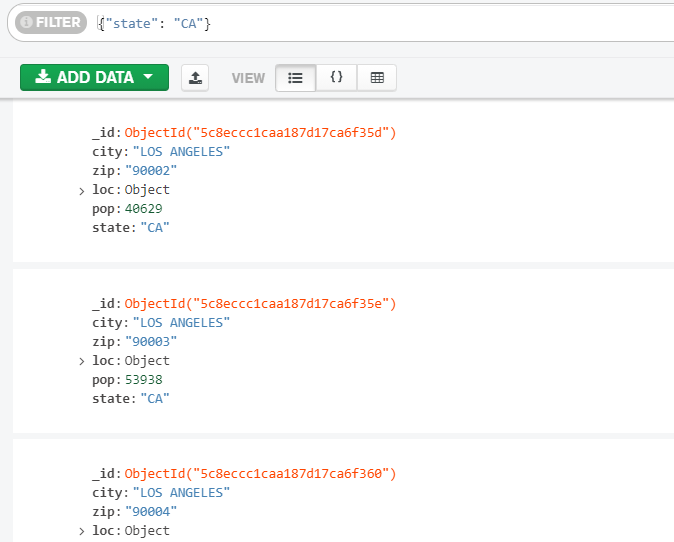 FILTER {"state": "CA"}
ADD DATA VIEW {}
_id: ObjectId("5c8eccc1caa187d17ca6f35d")
city: "LOS ANGELES"
zip: "90002"
loc: Object
pop: 40629
state: "CA"
_id: ObjectId("5c8eccc1caa187d17ca6f35e")
city: "LOS ANGELES"
zip: "90003"
loc: Object
pop: 53938
state: "CA"
_id: ObjectId("5c8eccc1caa187d17ca6f360")
city: "LOS ANGELES"
zip: "90004"
loc: Object